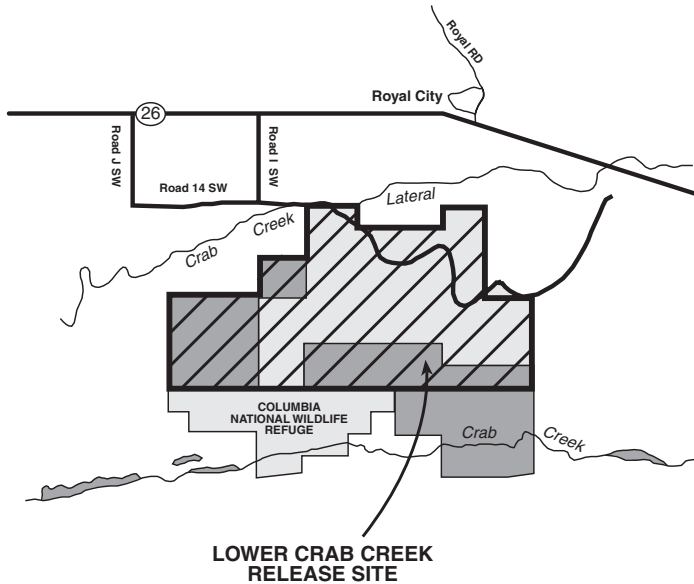 Royal RD
Royal City
26
Road J SW
Road I SW
Road 14 SW
Lateral
Creek
Crab
COLUMBIA
NATIONAL WILDLIFE
REFUGE
Crab
Creek
LOWER CRAB CREEK
RELEASE SITE